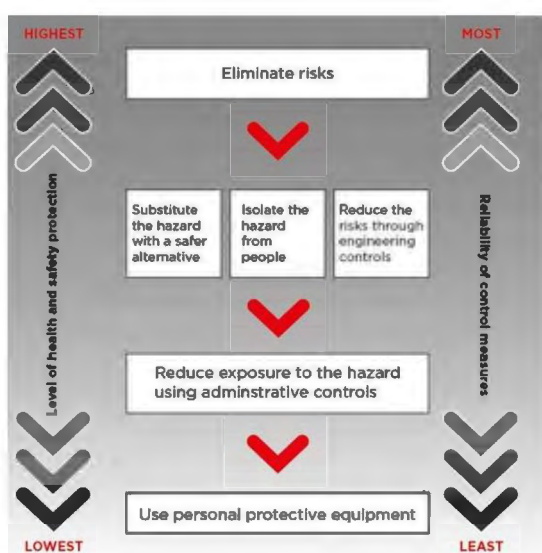 HIGHEST
MOST
Eliminate risks
Substitute
the hazard
with a safer
alternative
Isolate the
hazard
from
people
Reduce the
risks through
engineering
controls
Level of health and safety protection
Reliability of control measures
Reduce exposure to the hazard
using adminstrative controls
Use personal protective equipment
LOWEST
LEAST